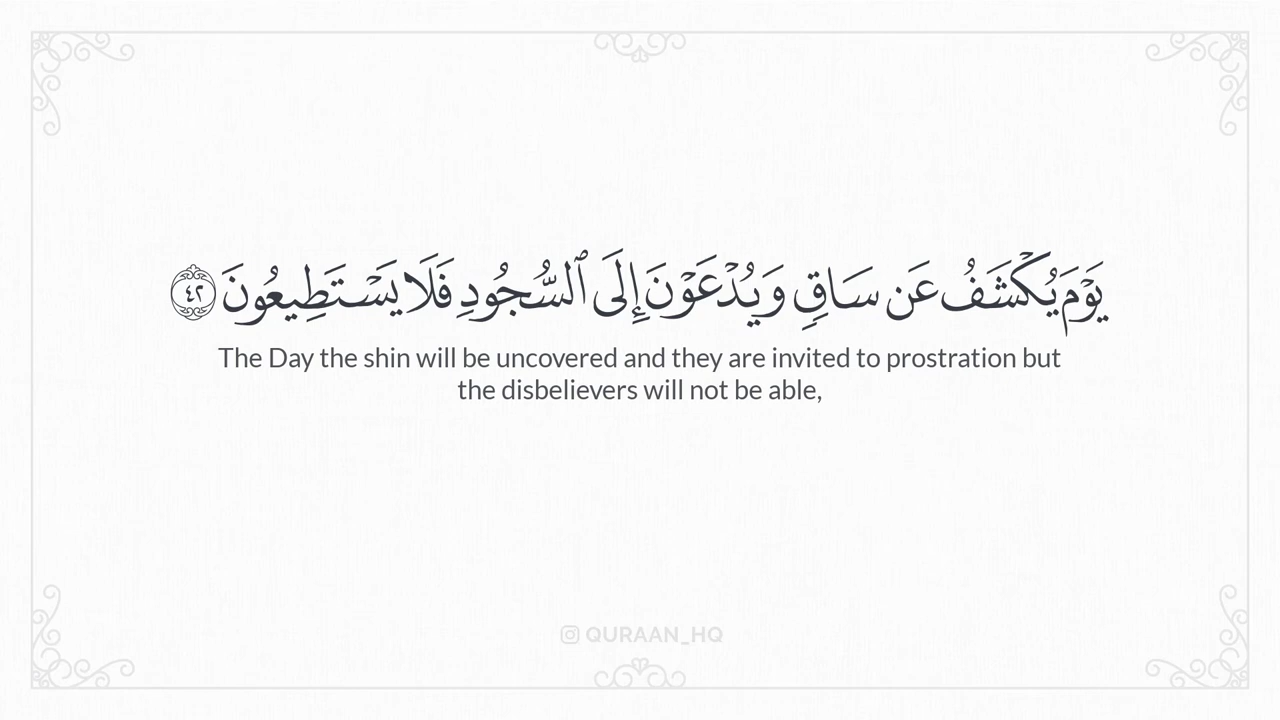 يَوْمَ يُكْشَفُ عَن سَاقٍ وَيُدْعَوْنَ إِلَى ٱلسُّجُودِ فَلَا يَسْتَطِيعُونَ ٤٢
The Day the shin will be uncovered and they are invited to prostration but
the disbelievers will not be able,
QURAAN_HQ